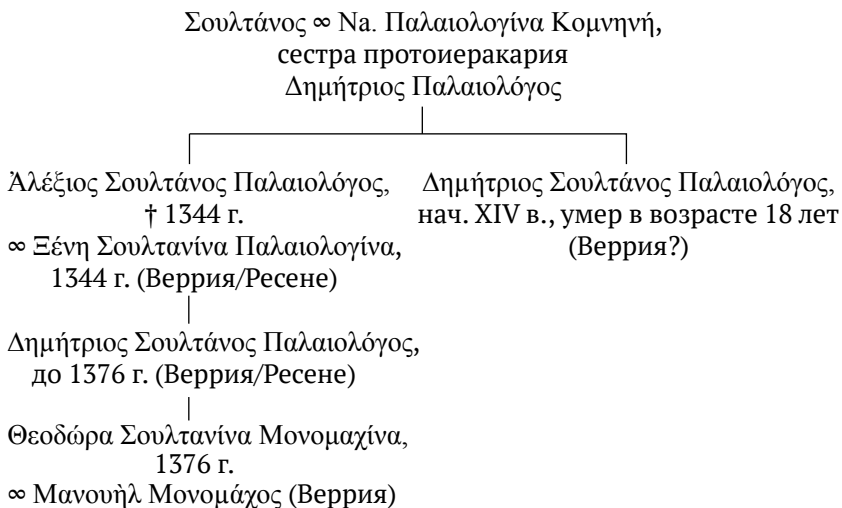 Σουλτάνος ∞ Na. Παλαιολογίνα Κομνηνή,
сестра протоиеракария
Δημήτριος Παλαιολόγος
Ἀλέξιος Σουλτάνος Παλαιολόγος,
† 1344 г.
∞ Ξένη Σουλτανίνα Παλαιολογίνα,
1344 г. (Веррия/Ресене)
Δημήτριος Σουλτάνος Παλαιολόγος,
нач. XIV в., умер в возрасте 18 лет
(Веррия?)
Δημήτριος Σουλτάνος Παλαιολόγος,
до 1376 г. (Веррия/Ресене)
Θεοδώρα Σουλτανίνα Μονομαχίνα,
1376 г.
∞ Μανουὴλ Μονομάχος (Веррия)